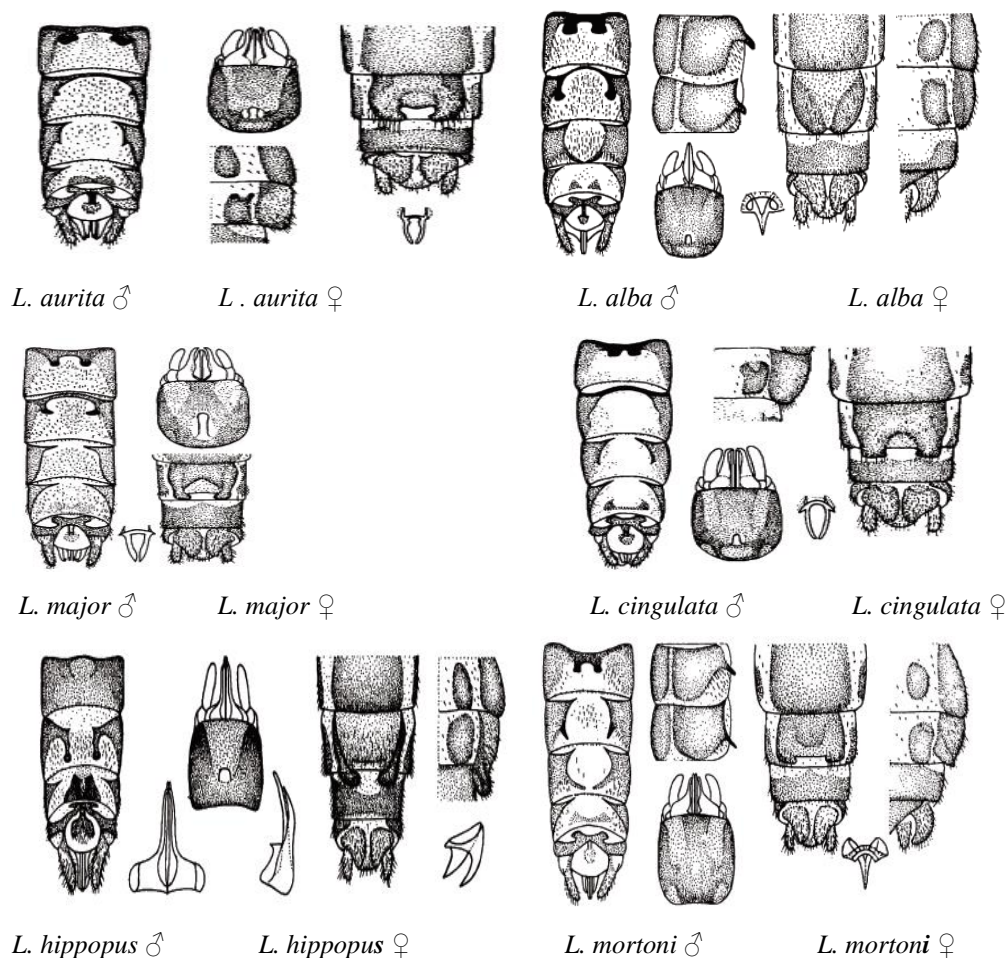 L. aurita ♂ L . aurita ♀ L. alba ♂ L. alba ♀
L. major ♂ L. major ♀ L. cingulata ♂ L. cingulata ♀
L. hippopus ♂ L. hippopus ♀ L. mortoni ♂ L. mortoni ♀